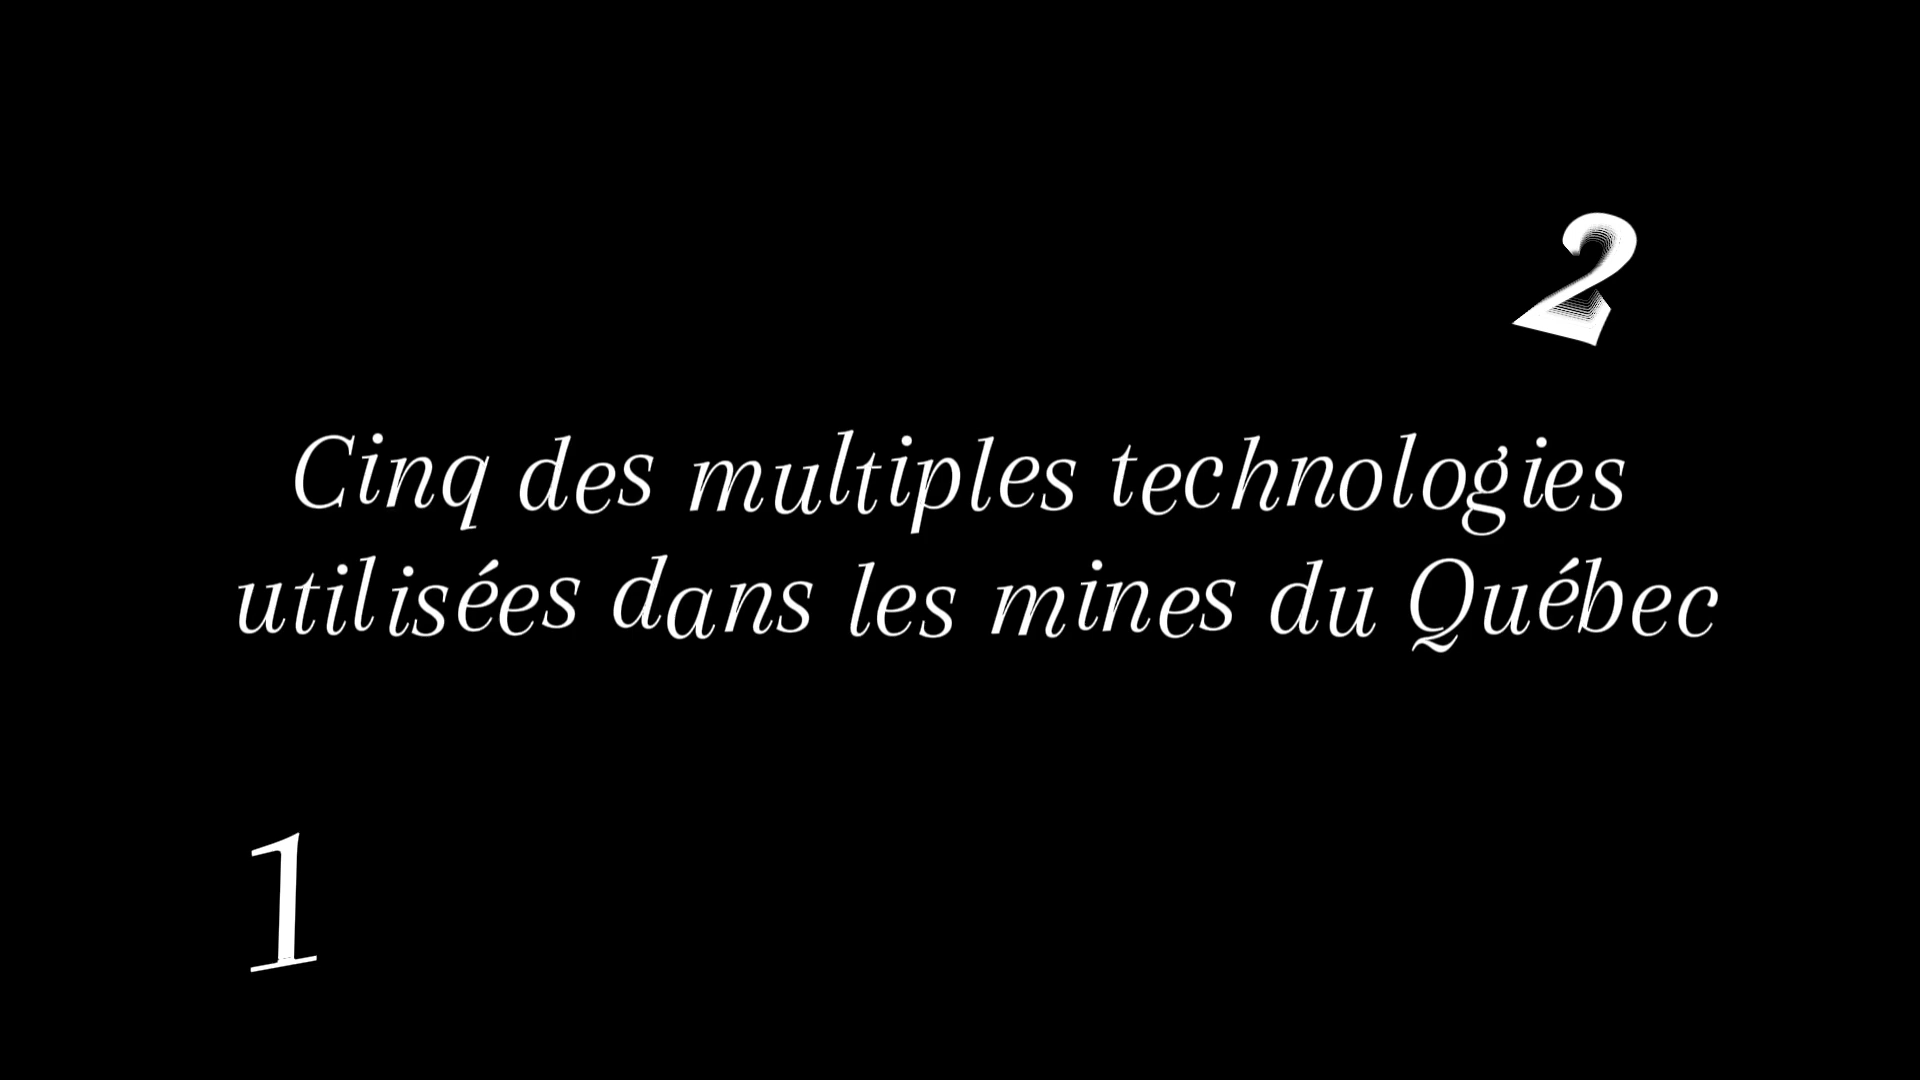 2
Cinq des multiples technologies
utilisées dans les mines du Québec
1